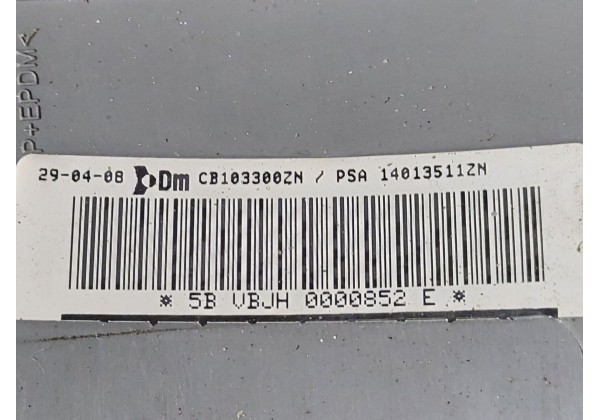 P+EPDM<
29-04-08 Dm CB103300ZN / PSA 14013511ZN
* 5B VBJH 0000852 E *